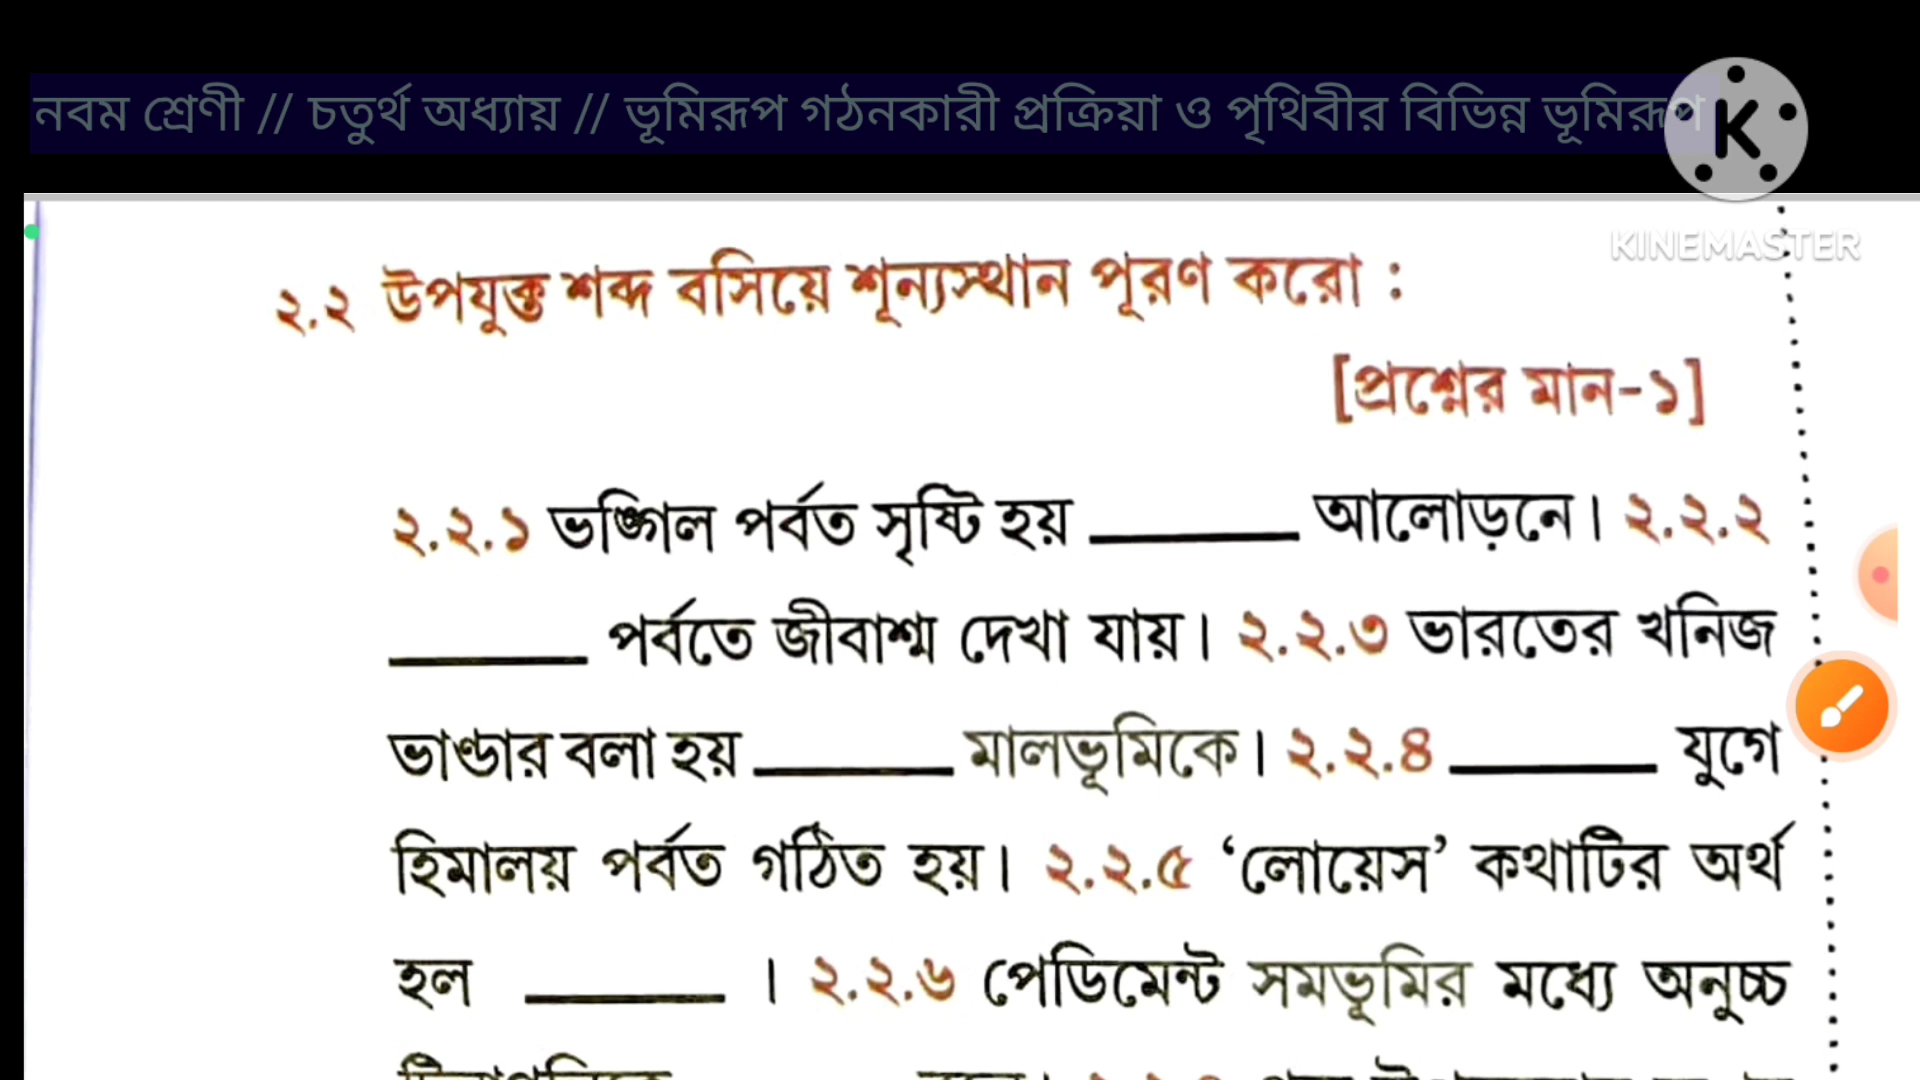 নবম শ্রেণী // চতুর্থ অধ্যায় // ভূমিরূপ গঠনকারী প্রক্রিয়া ও পৃথিবীর বিভিন্ন ভূমিরূপ
K
KINEMASTER
২.২ উপযুক্ত শব্দ বসিয়ে শূন্যস্থান পূরণ করো :
[প্রশ্নের মান-১]
২.২.১ ভঙ্গিল পর্বত সৃষ্টি হয় ______ আলোড়নে। ২.২.২
______ পর্বতে জীবাশ্ম দেখা যায়। ২.২.৩ ভারতের খনিজ
ভাণ্ডার বলা হয় ______ মালভূমিকে। ২.২.৪ ______ যুগে
হিমালয় পর্বত গঠিত হয়। ২.২.৫ ‘লোয়েস’ কথাটির অর্থ
হল ______ । ২.২.৬ পেডিমেন্ট সমভূমির মধ্যে অনুচ্চ